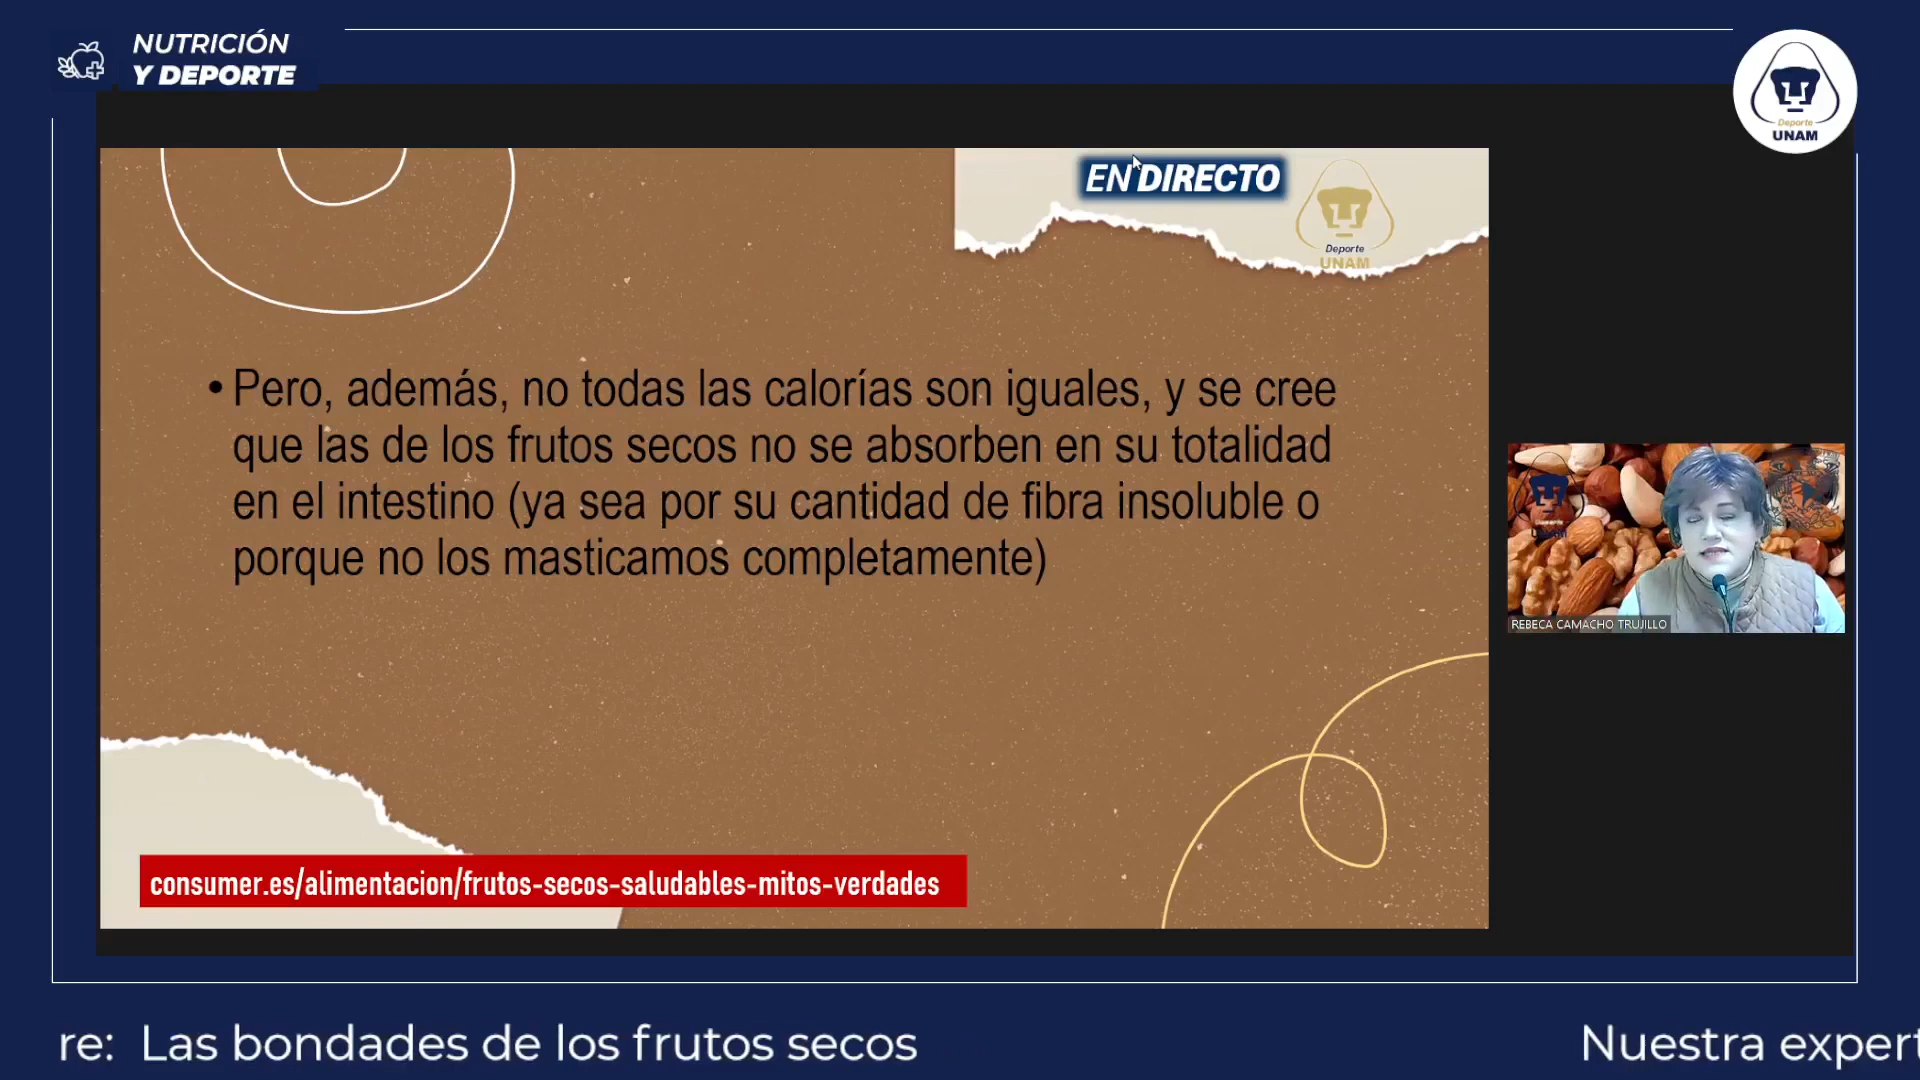 NUTRICIÓN
Y DEPORTE
Deporte
UNAM
EN DIRECTO
Deporte
UNAM
• Pero, además, no todas las calorías son iguales, y se cree
que las de los frutos secos no se absorben en su totalidad
en el intestino (ya sea por su cantidad de fibra insoluble o
porque no los masticamos completamente)
UNAM
REBECA CAMACHO TRUJILLO
consumer.es/alimentacion/frutos-secos-saludables-mitos-verdades
re: Las bondades de los frutos secos
Nuestra expert